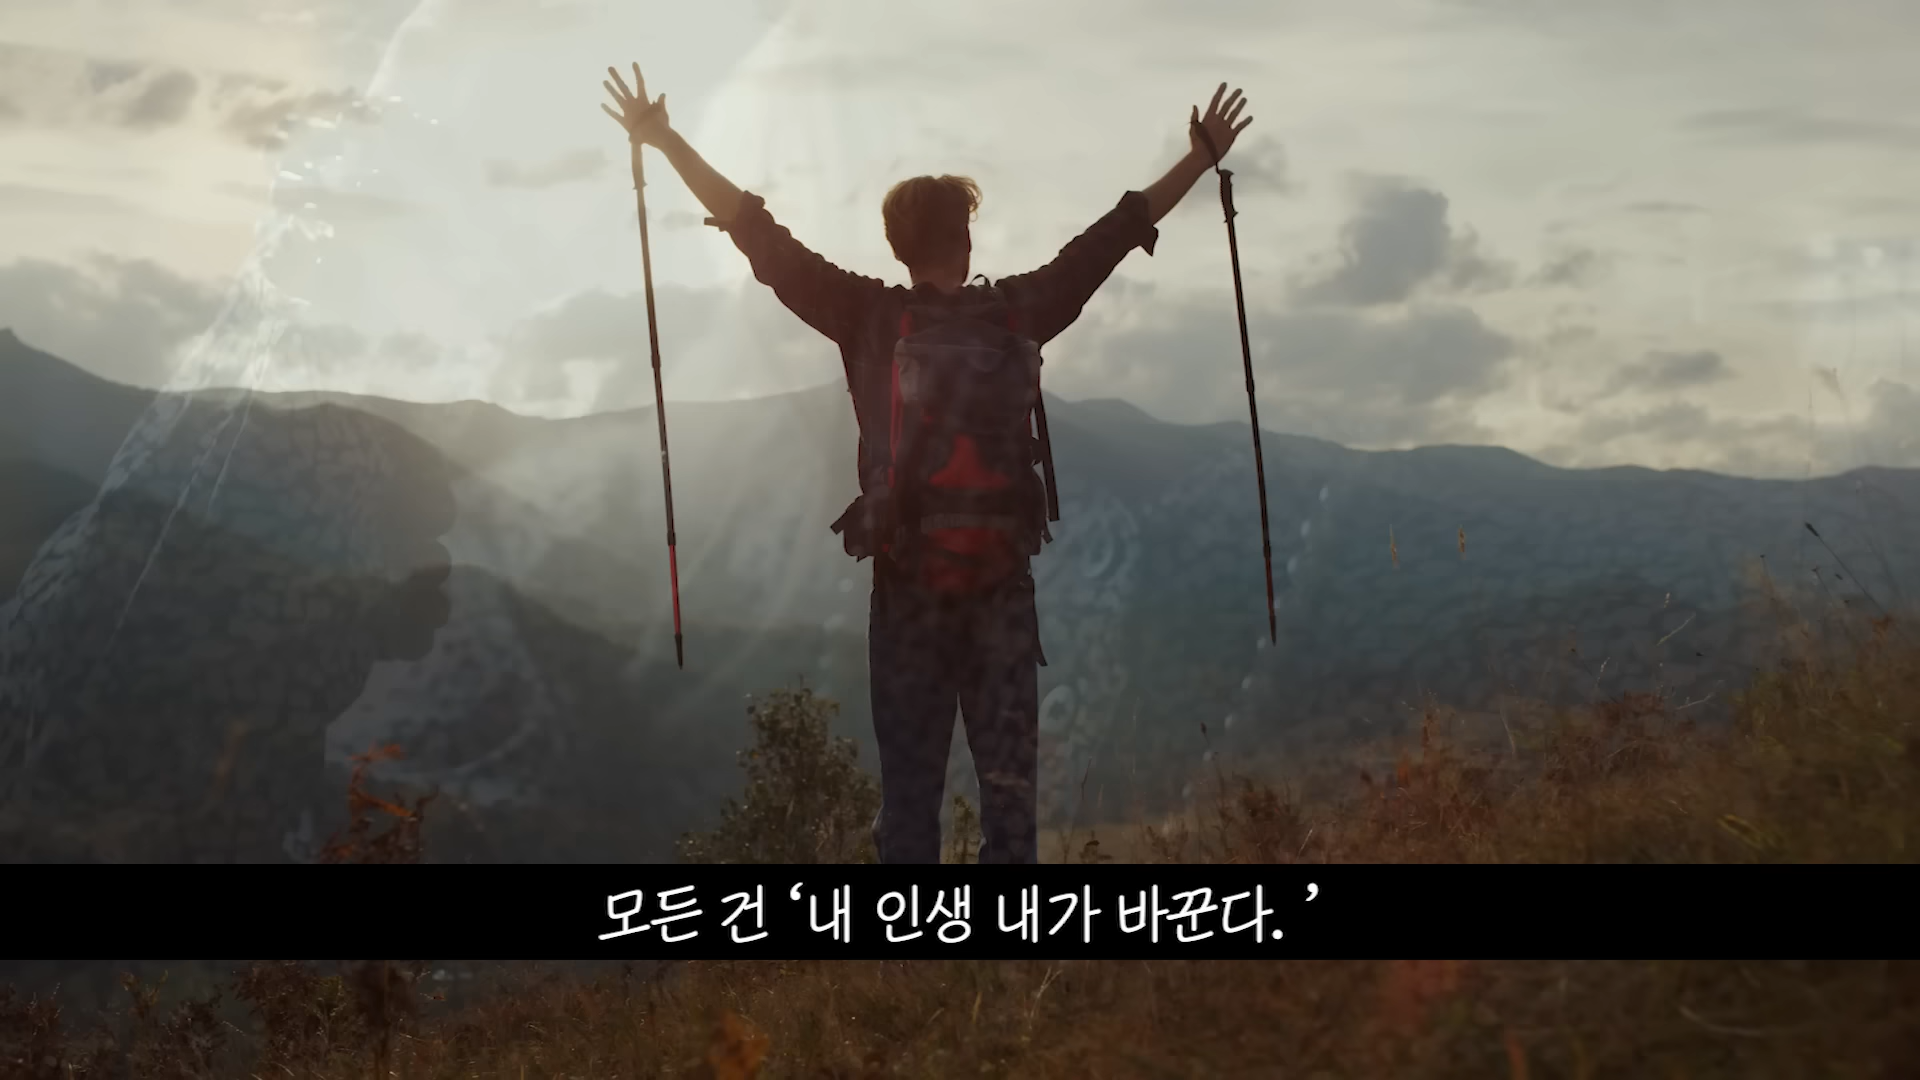 모든 건 ‘내 인생 내가 바꾼다. ’